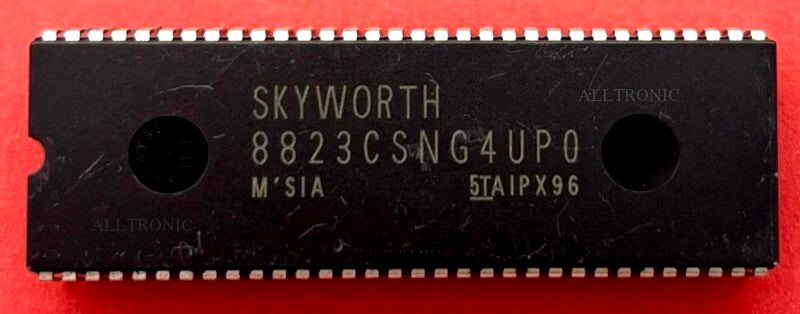 SKYWORTH
ALLTRONIC
8823CSNG4UP0
M'SIA 5TAIPX96
ALLTRONIC